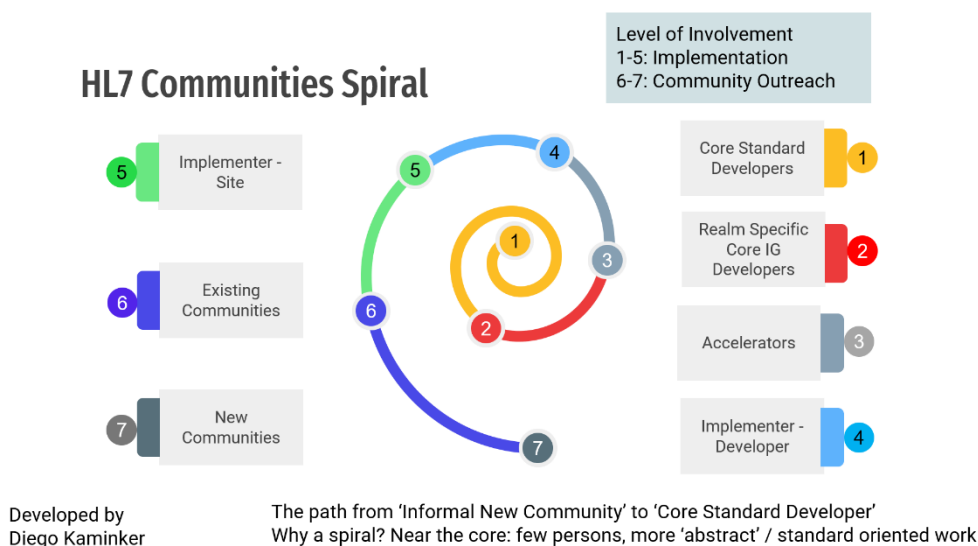 HL7 Communities Spiral
Level of Involvement
1-5: Implementation
6-7: Community Outreach
5
Implementer -
Site
6
Existing
Communities
7
New
Communities
1
2
3
4
5
6
7
Core Standard
Developers
1
Realm Specific
Core IG
Developers
2
Accelerators
3
Implementer -
Developer
4
Developed by
Diego Kaminker
The path from ‘Informal New Community’ to ‘Core Standard Developer’
Why a spiral? Near the core: few persons, more ‘abstract’ / standard oriented work